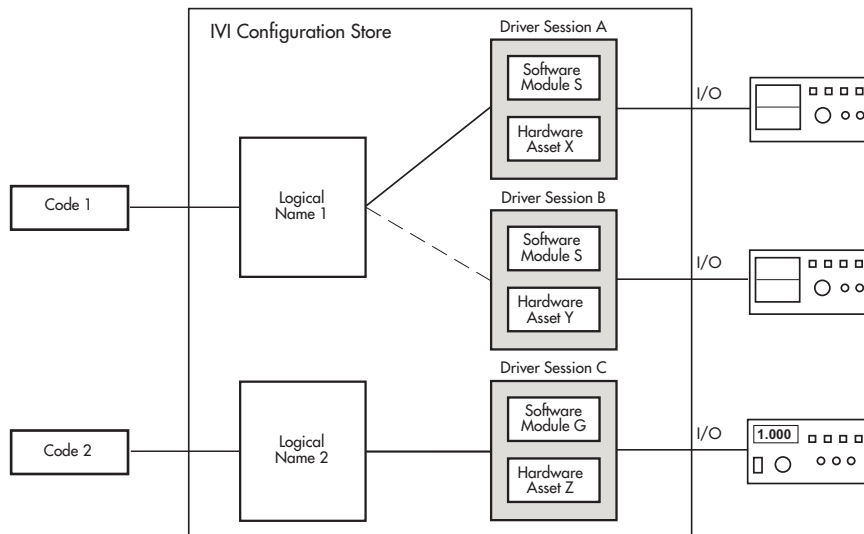 IVI Configuration Store
Driver Session A
Software
Module S
Hardware
Asset X
I/O
Code 1
Logical
Name 1
Driver Session B
Software
Module S
Hardware
Asset Y
I/O
Driver Session C
Software
Module G
Hardware
Asset Z
I/O
1.000
Code 2
Logical
Name 2